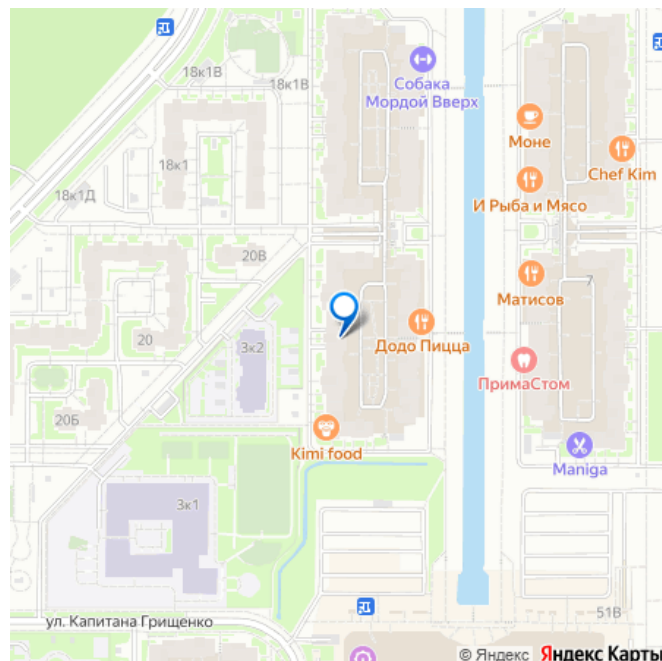 18к1В
18к1В
Собака
Мордой Вверх
Моне
18к1
Chef Kim
18к1Д
И Рыба и Мясо
20В
7
Матисов
20
3к2
Додо Пицца
ПримаСтом
20Б
Kimi food
Maniga
3к1
51В
ул. Капитана Грищенко
© Яндекс Яндекс Карты